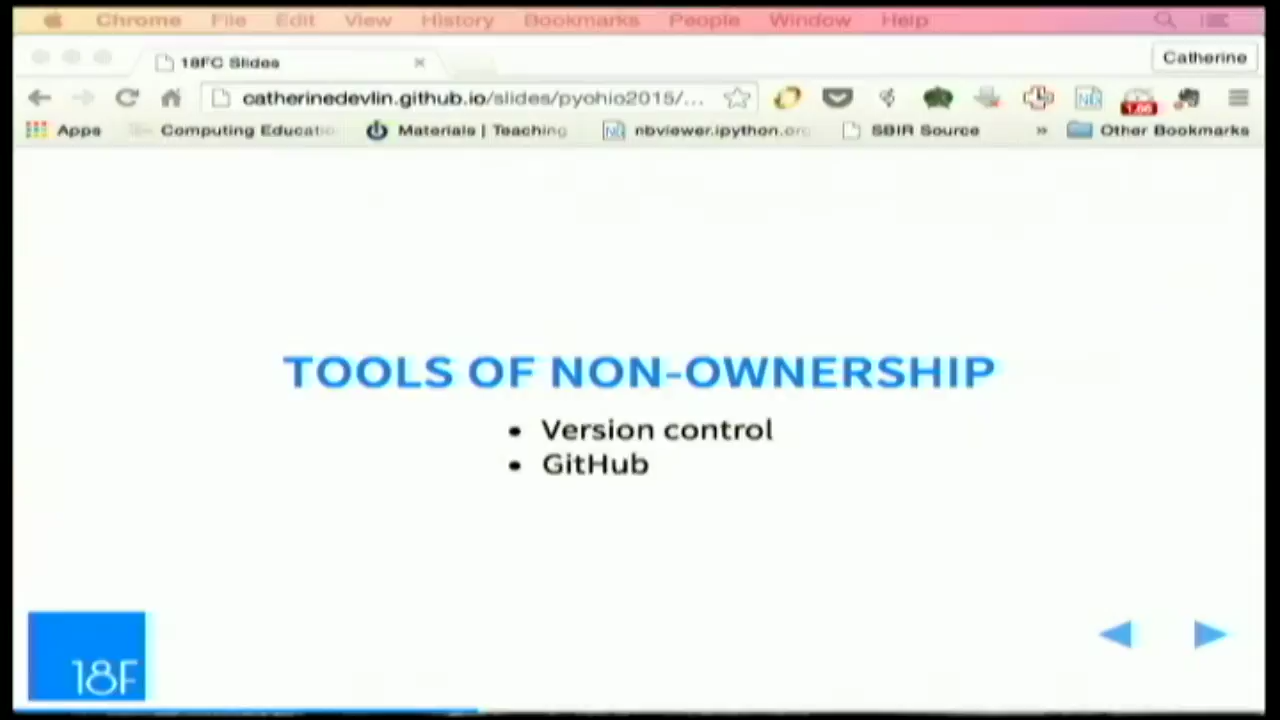 Chrome File Edit View History Bookmarks People Window Help
18FC Slides
Catherine
catherinedevlin.github.io/slides/pyohio2015/...
Apps Computing Educatio Materials | Teaching nbviewer.ipython.org SBIR Source » Other Bookmarks
TOOLS OF NON-OWNERSHIP
• Version control
• GitHub
18F